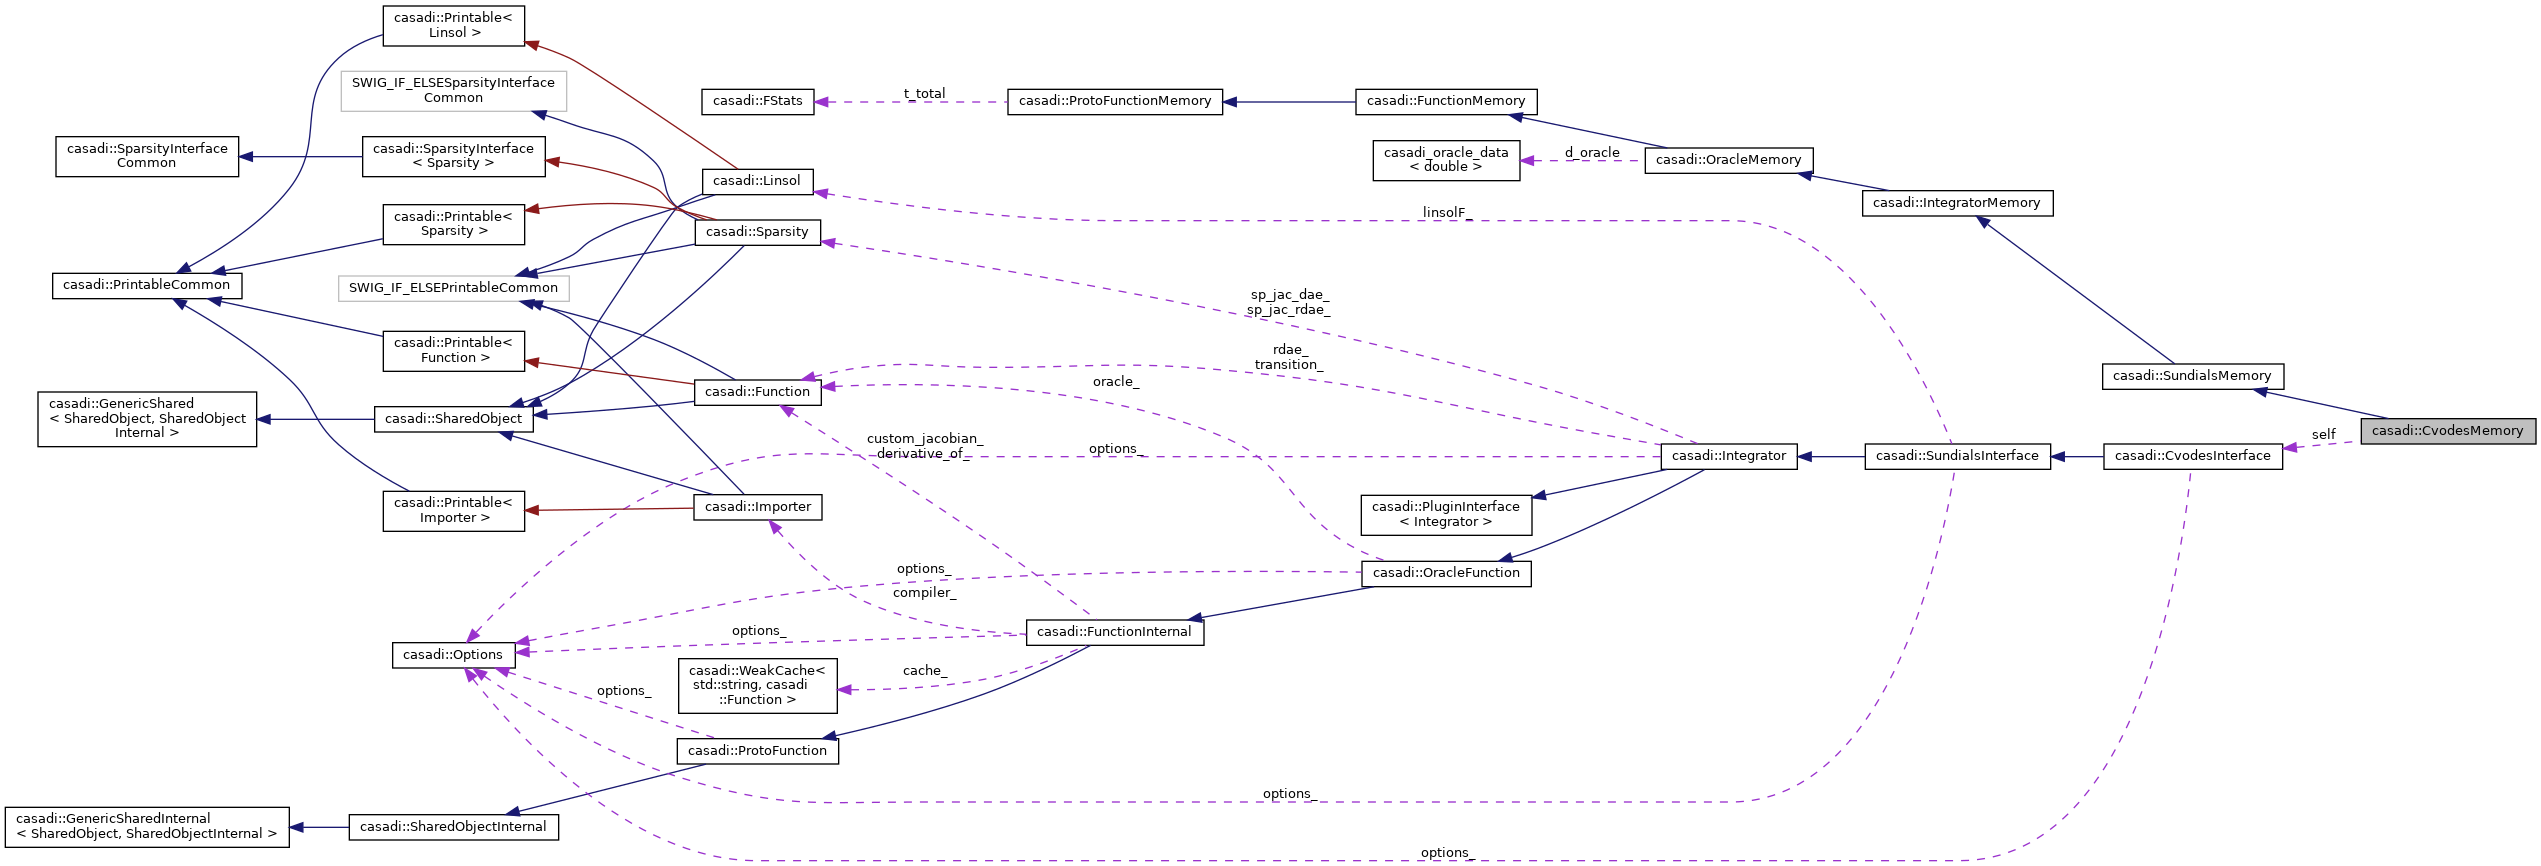 casadi::Printable<
Linsol >
SWIG_IF_ELSESparsityInterface
Common
casadi::FStats
t_total
casadi::ProtoFunctionMemory
casadi::FunctionMemory
casadi::SparsityInterface
Common
casadi::SparsityInterface
< Sparsity >
casadi_oracle_data
< double >
d_oracle
casadi::OracleMemory
casadi::Linsol
casadi::IntegratorMemory
linsolF_
casadi::Printable<
Sparsity >
casadi::Sparsity
casadi::PrintableCommon
SWIG_IF_ELSEPrintableCommon
sp_jac_dae_
sp_jac_rdae_
casadi::Printable<
Function >
rdae_
transition_
casadi::SundialsMemory
oracle_
casadi::Function
casadi::GenericShared
< SharedObject, SharedObject
Internal >
casadi::SharedObject
casadi::CvodesMemory
self
custom_jacobian_
derivative_of_
options_
casadi::Integrator
casadi::SundialsInterface
casadi::CvodesInterface
casadi::Printable<
Importer >
casadi::Importer
casadi::PluginInterface
< Integrator >
options_
casadi::OracleFunction
compiler_
options_
casadi::FunctionInternal
casadi::Options
casadi::WeakCache<
std::string, casadi
::Function >
cache_
options_
casadi::ProtoFunction
options_
casadi::GenericSharedInternal
< SharedObject, SharedObjectInternal >
casadi::SharedObjectInternal
options_